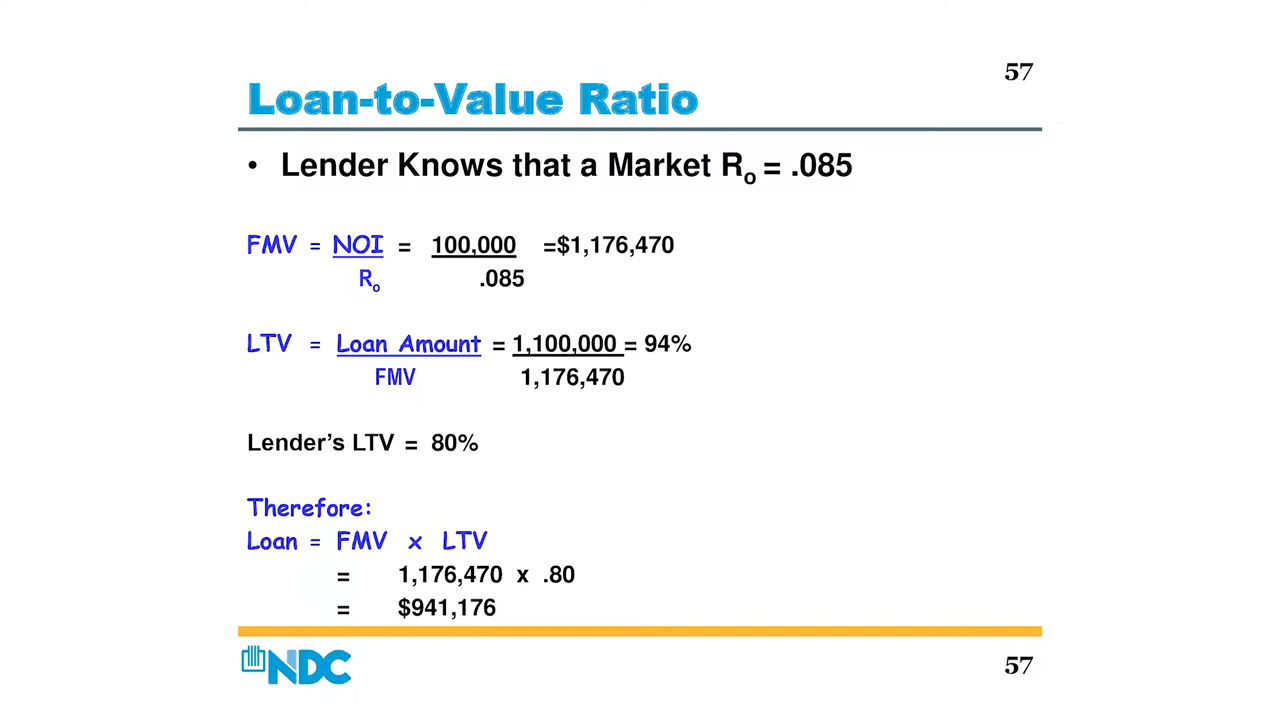 57
Loan-to-Value Ratio
• Lender Knows that a Market Ro = .085
FMV = NOI = 100,000 =$1,176,470
Ro .085
LTV = Loan Amount = 1,100,000 = 94%
FMV 1,176,470
Lender’s LTV = 80%
Therefore:
Loan = FMV x LTV
= 1,176,470 x .80
= $941,176
NDC
57